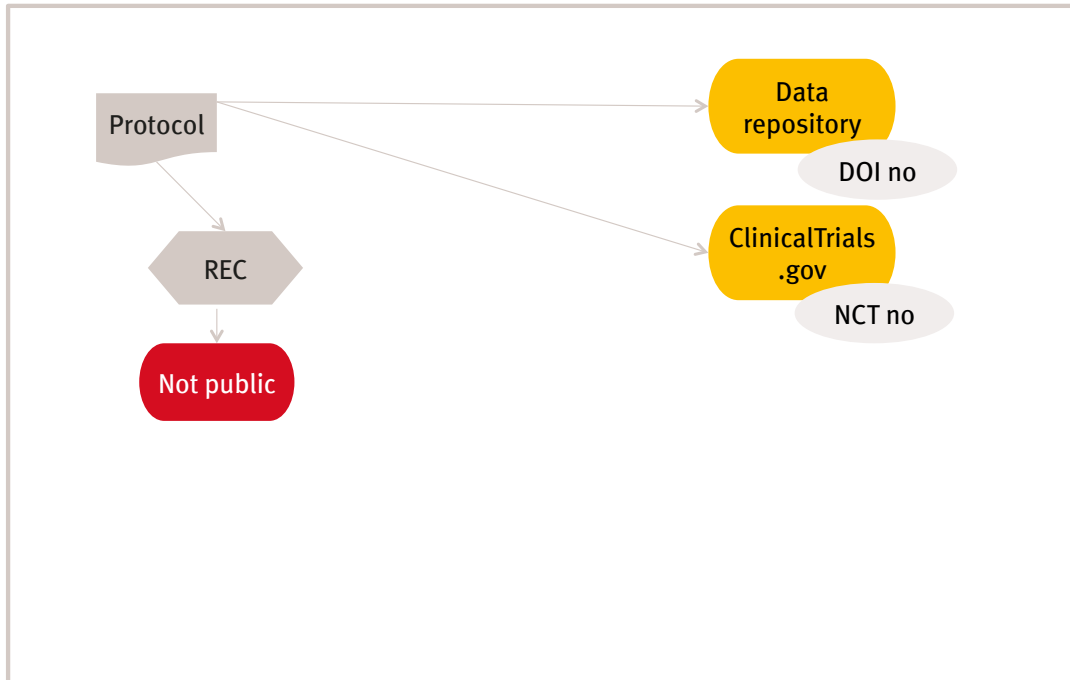 Protocol
Data
repository
DOI no
ClinicalTrials
.gov
NCT no
REC
Not public